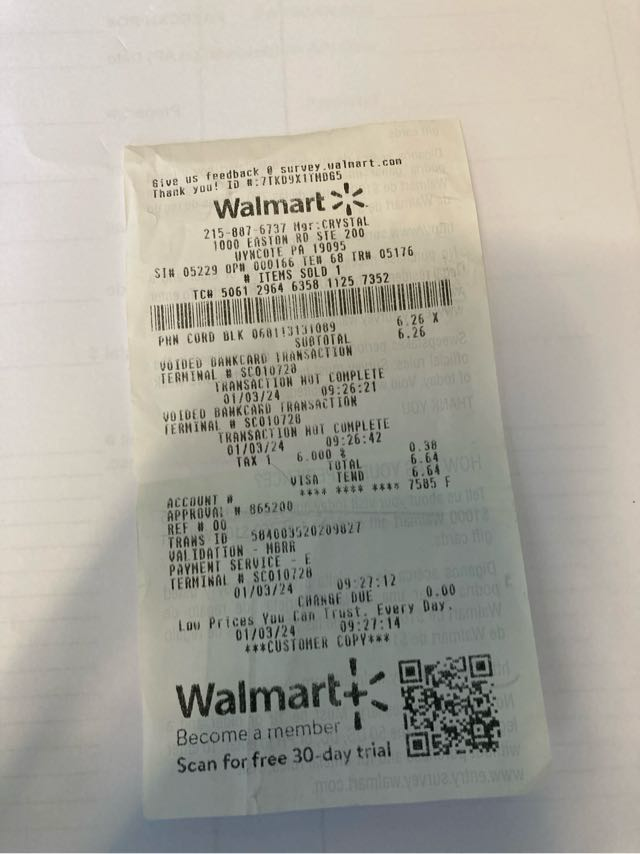 Give us feedback @ survey.walmart.com
Thank you! ID #:7TKD9X1TMDG5
Walmart
215-887-6737 Mgr:CRYSTAL
1000 EASTON RD STE 200
WYNCOTE PA 19095
ST# 05229 OP# 000166 TE# 68 TR# 05176
# ITEMS SOLD 1
TC# 5061 2964 6358 1125 7352
PHN CORD BLK 068113131089 6.26 X
SUBTOTAL 6.26
VOIDED BANKCARD TRANSACTION
TERMINAL # SC010728
TRANSACTION NOT COMPLETE
01/03/24 09:26:21
VOIDED BANKCARD TRANSACTION
TERMINAL # SC010728
TRANSACTION NOT COMPLETE
01/03/24 09:26:42
TAX 1 6.000 % 0.38
TOTAL 6.64
VISA TEND 6.64
ACCOUNT # **** **** **** 7585 F
APPROVAL # 865200
REF # 00
TRANS ID - 584003520209827
VALIDATION - MBRR
PAYMENT SERVICE - E
TERMINAL # SC010728
01/03/24 09:27:12
CHANGE DUE 0.00
Low Prices You Can Trust. Every Day.
01/03/24 09:27:14
***CUSTOMER COPY***
Walmart+
Become a member
Scan for free 30-day trial